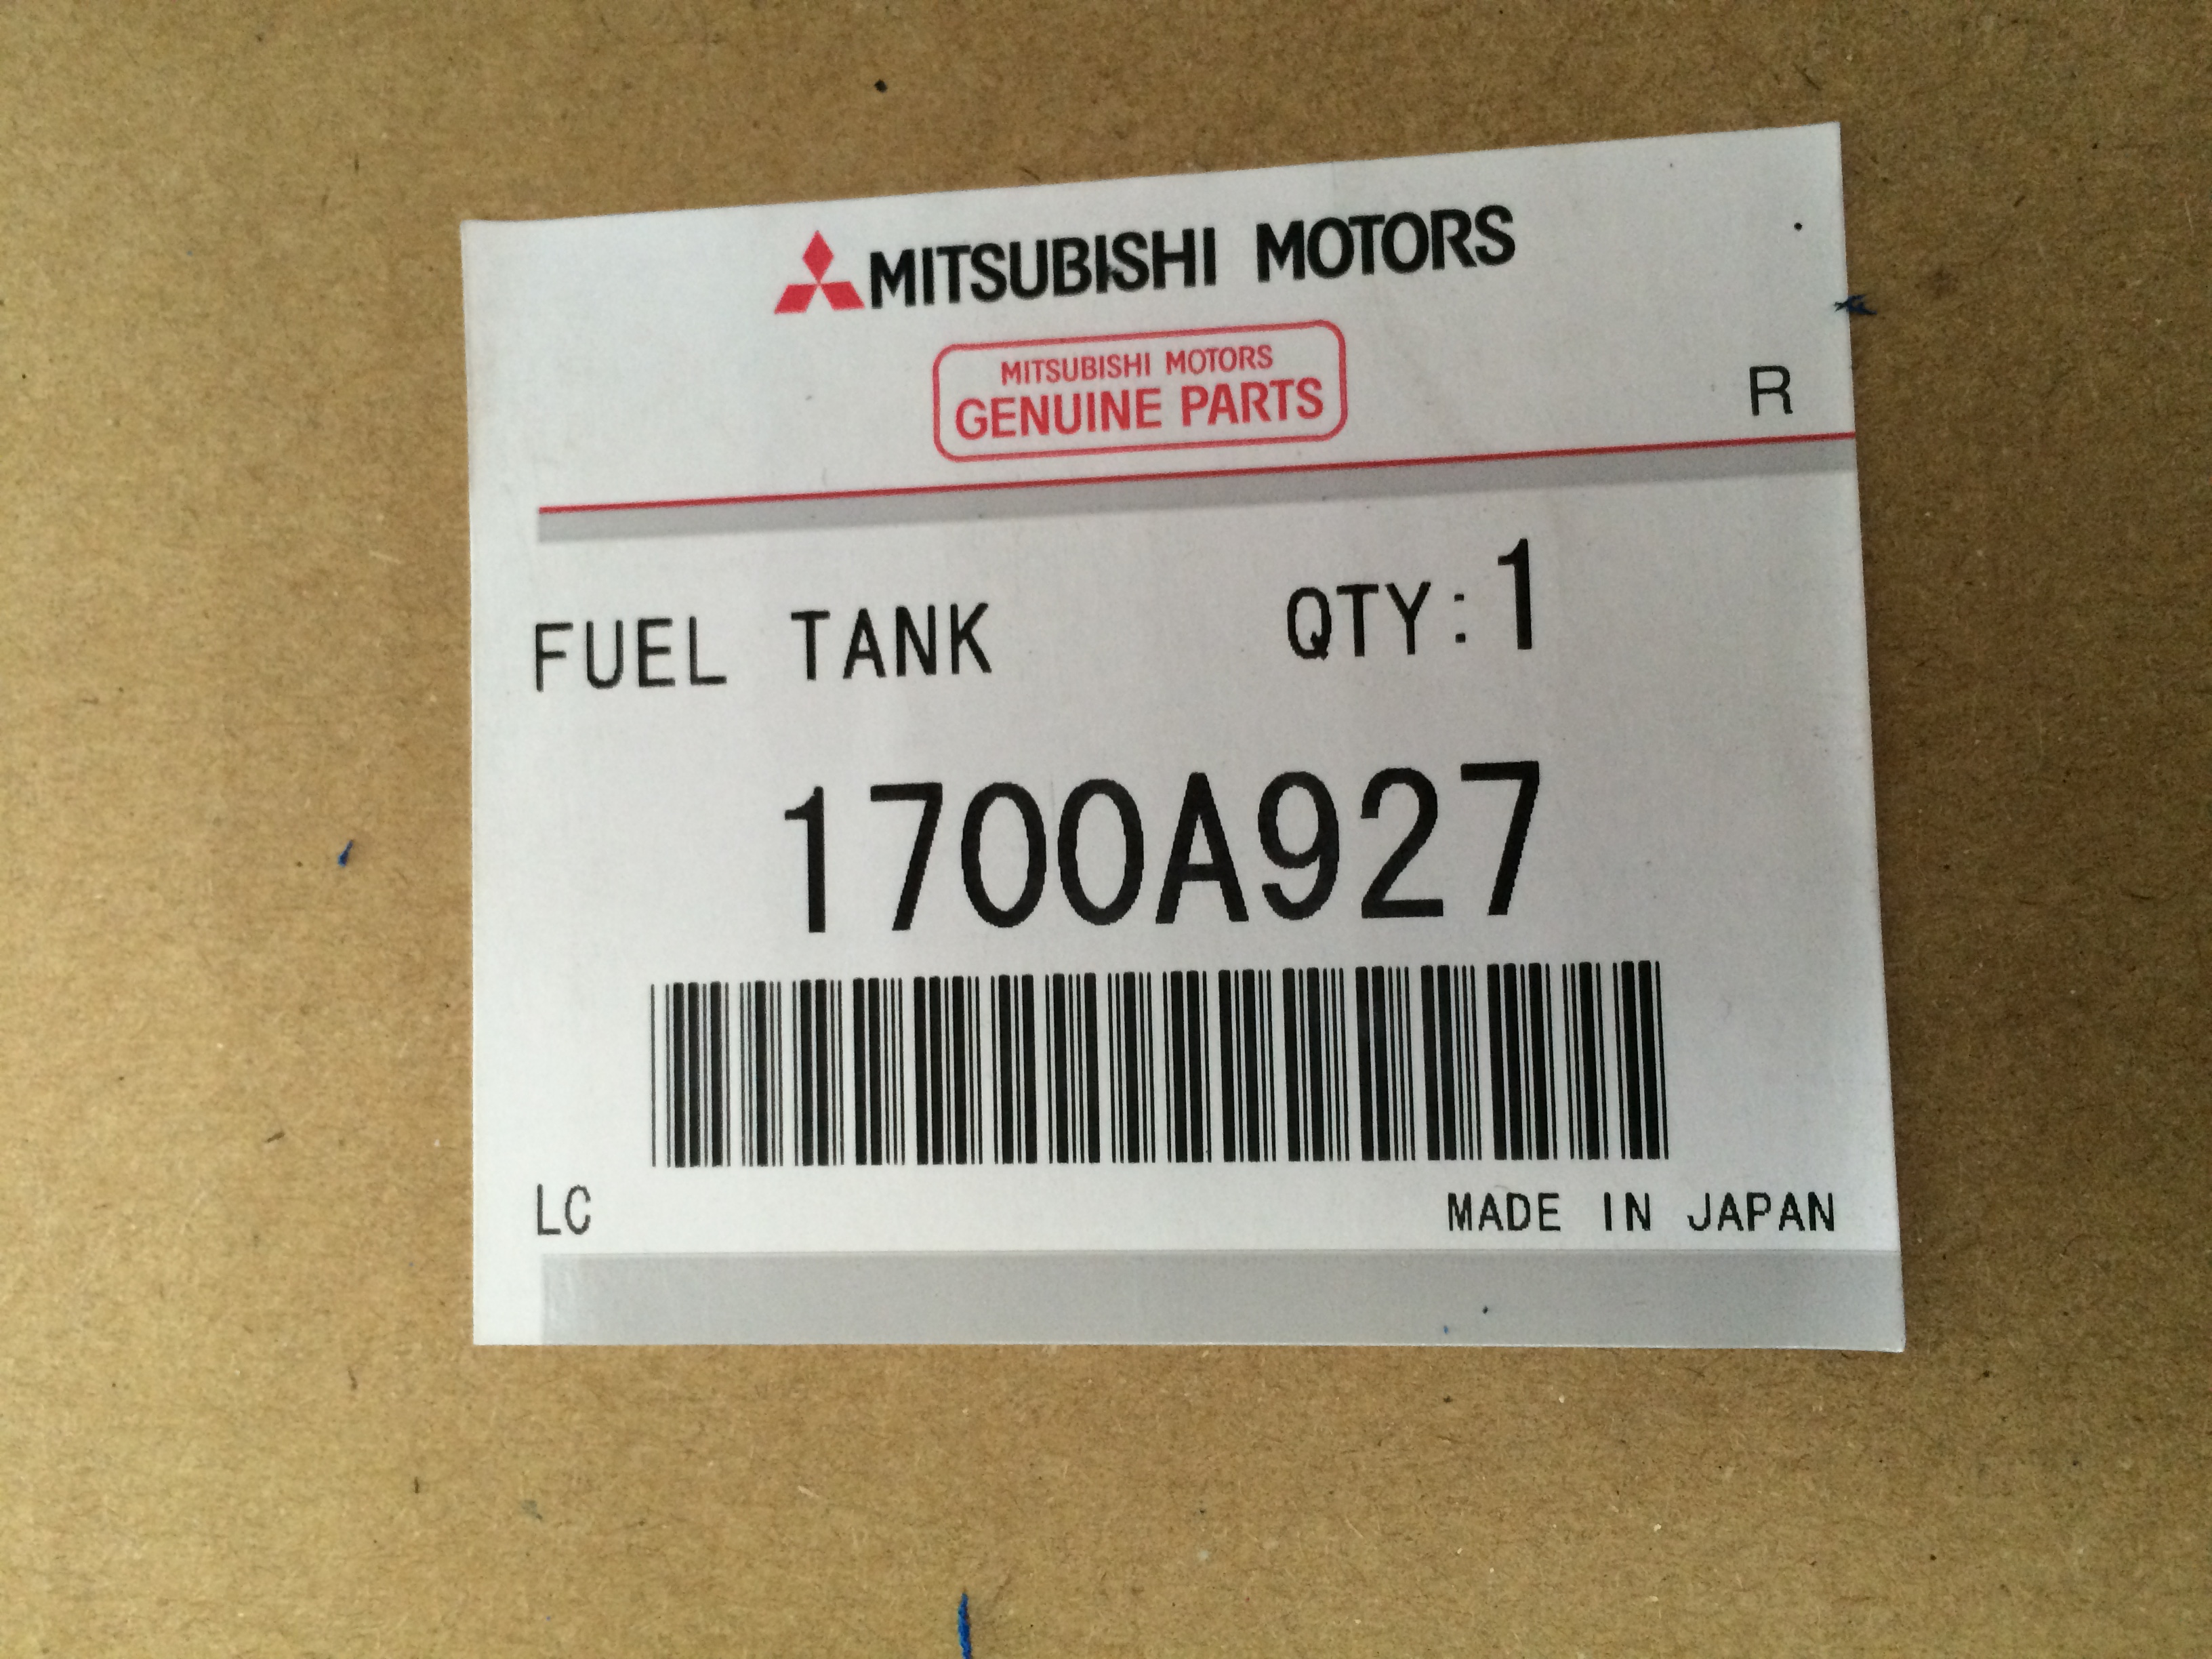 MITSUBISHI MOTORS
MITSUBISHI MOTORS
GENUINE PARTS
R
FUEL TANK QTY:1
1700A927
LC MADE IN JAPAN